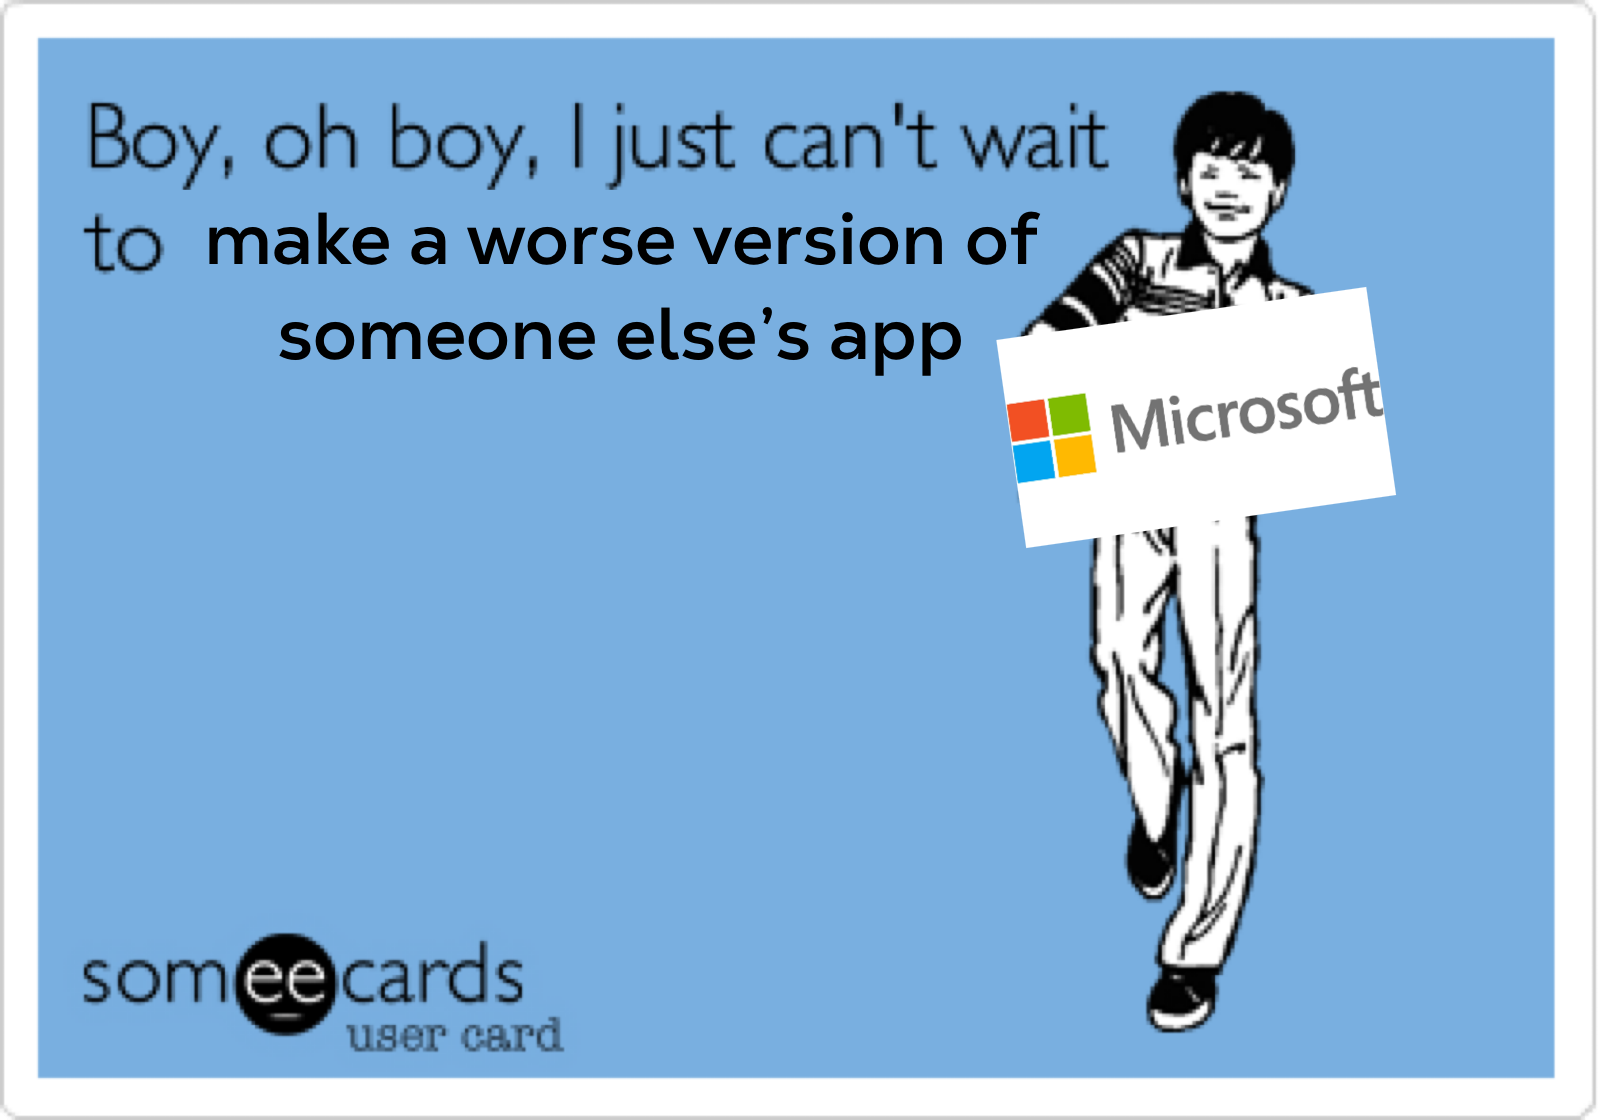 Boy, oh boy, I just can't wait
to make a worse version of
someone else’s app
Microsoft
someecards
user card